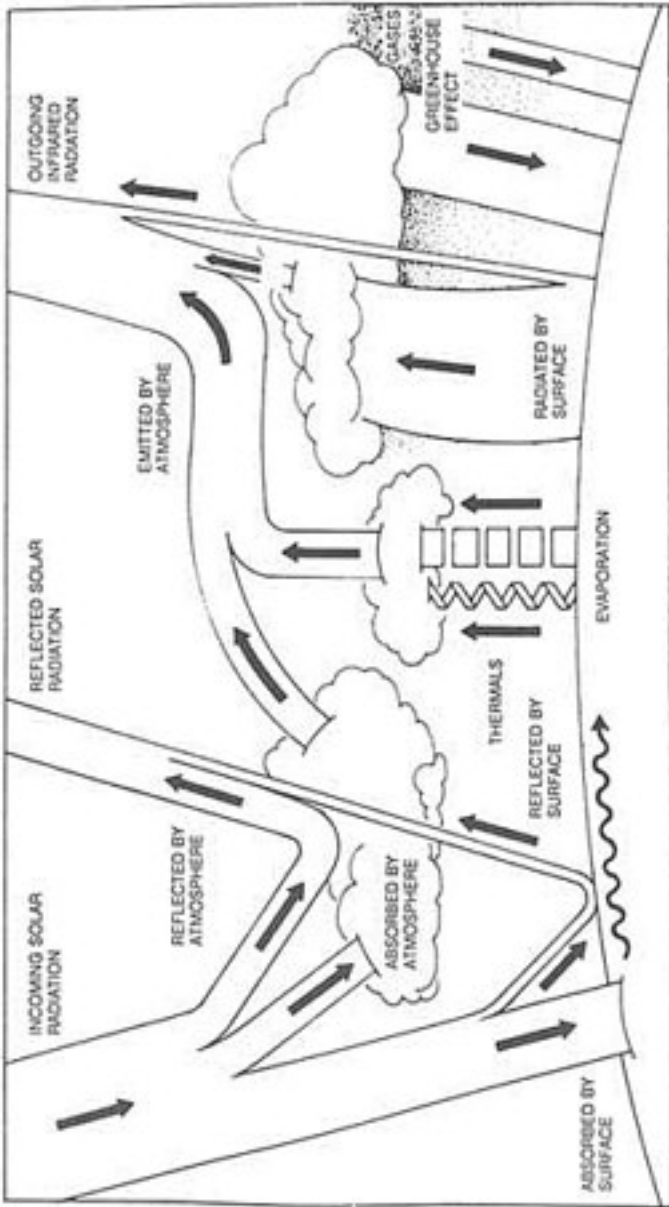 INCOMING SOLAR
RADIATION
REFLECTED SOLAR
RADIATION
OUTGOING
INFRARED
RADIATION
REFLECTED BY
ATMOSPHERE
EMITTED BY
ATMOSPHERE
GASES
GREENHOUSE
EFFECT
ABSORBED BY
ATMOSPHERE
THERMALS
REFLECTED BY
SURFACE
RADIATED BY
SURFACE
EVAPORATION
ABSORBED BY
SURFACE